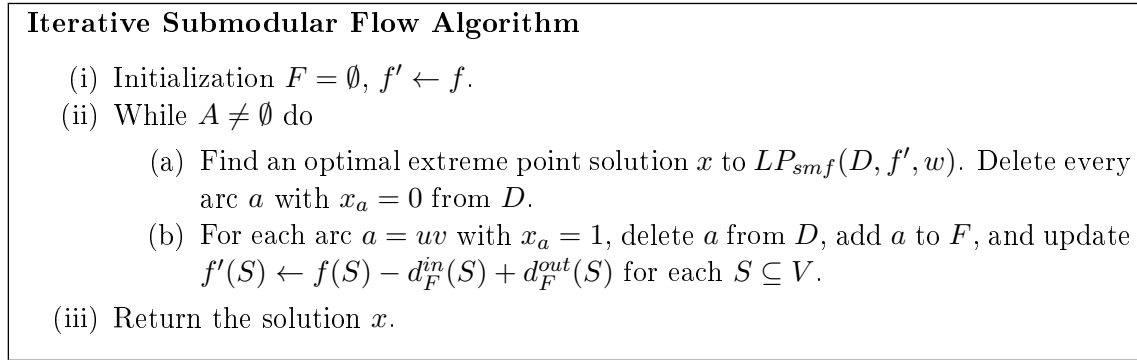 Iterative Submodular Flow Algorithm
(i) Initialization F = ∅, f′ ← f.
(ii) While A ≠ ∅ do
(a) Find an optimal extreme point solution x to LP_{smf}(D, f′, w). Delete every
arc a with x_a = 0 from D.
(b) For each arc a = uv with x_a = 1, delete a from D, add a to F, and update
f′(S) ← f(S) − d_F^{in}(S) + d_F^{out}(S) for each S ⊆ V.
(iii) Return the solution x.